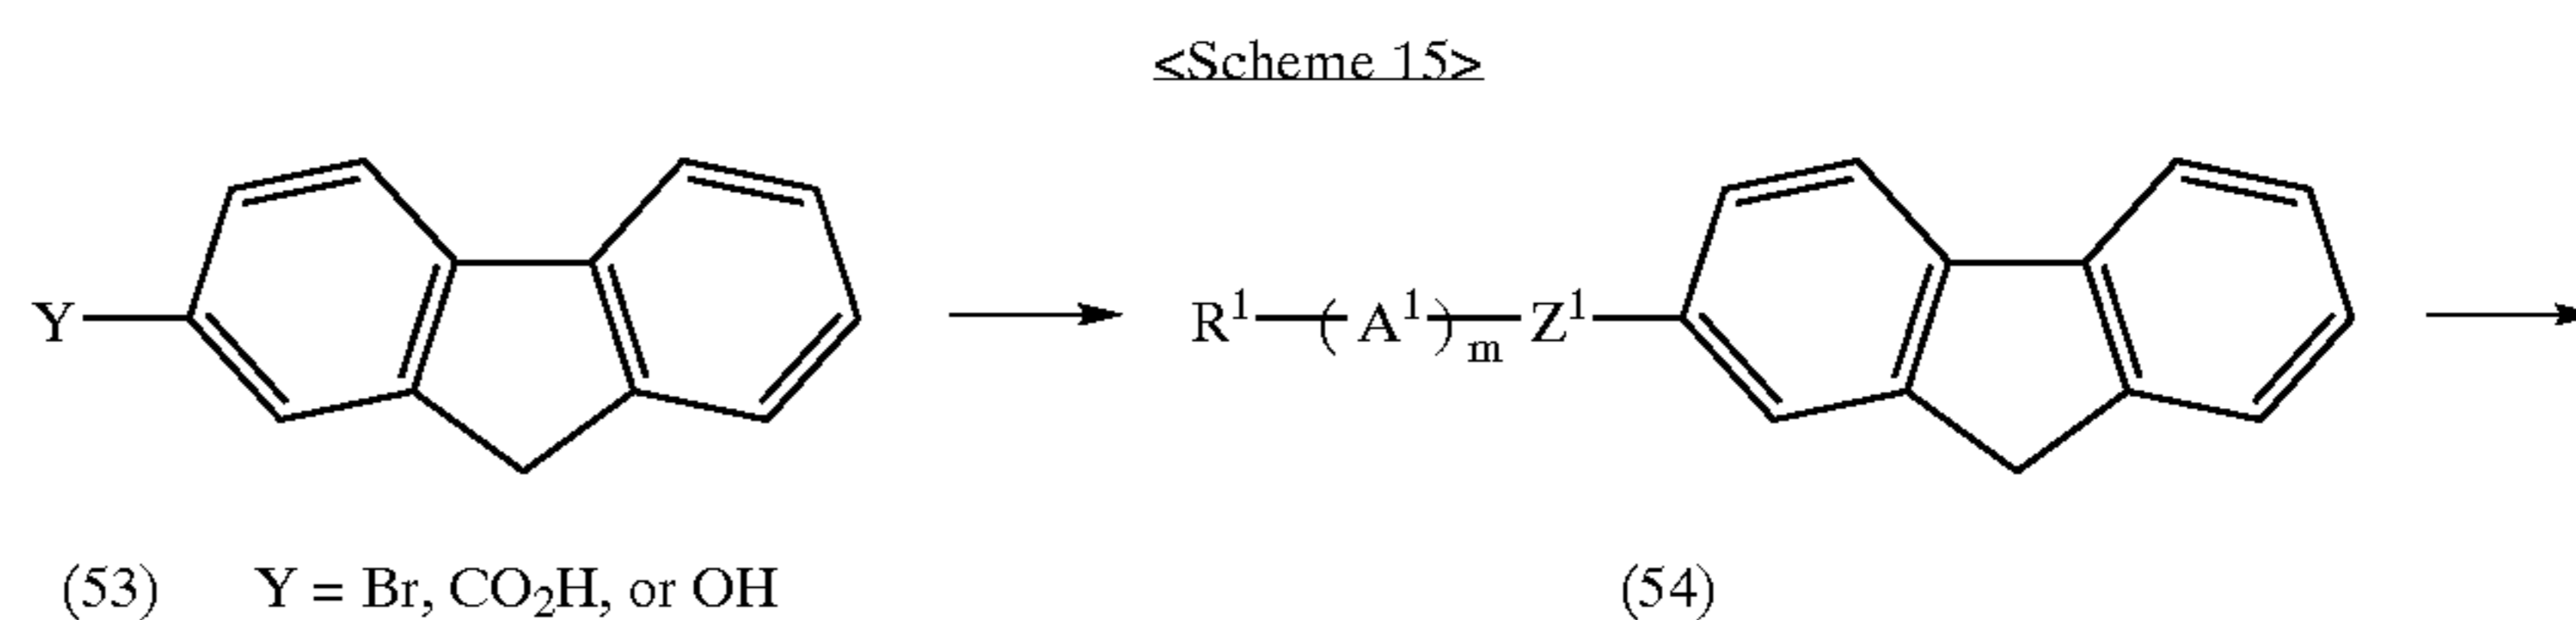 <Scheme 15>
Y
R¹—(A¹)ₘ—Z¹
(53) Y = Br, CO₂H, or OH
(54)